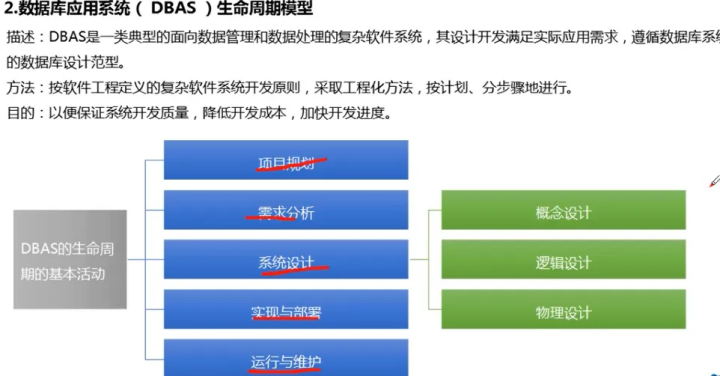 2.数据库应用系统（ DBAS ）生命周期模型
描述：DBAS是一类典型的面向数据管理和数据处理的复杂软件系统，其设计开发满足实际应用需求，遵循数据库系统
的数据库设计范型。
方法：按软件工程定义的复杂软件系统开发原则，采取工程化方法，按计划、分步骤地进行。
目的：以便保证系统开发质量，降低开发成本，加快开发进度。
项目规划
需求分析
概念设计
DBAS的生命周
期的基本活动
系统设计
逻辑设计
实现与部署
物理设计
运行与维护